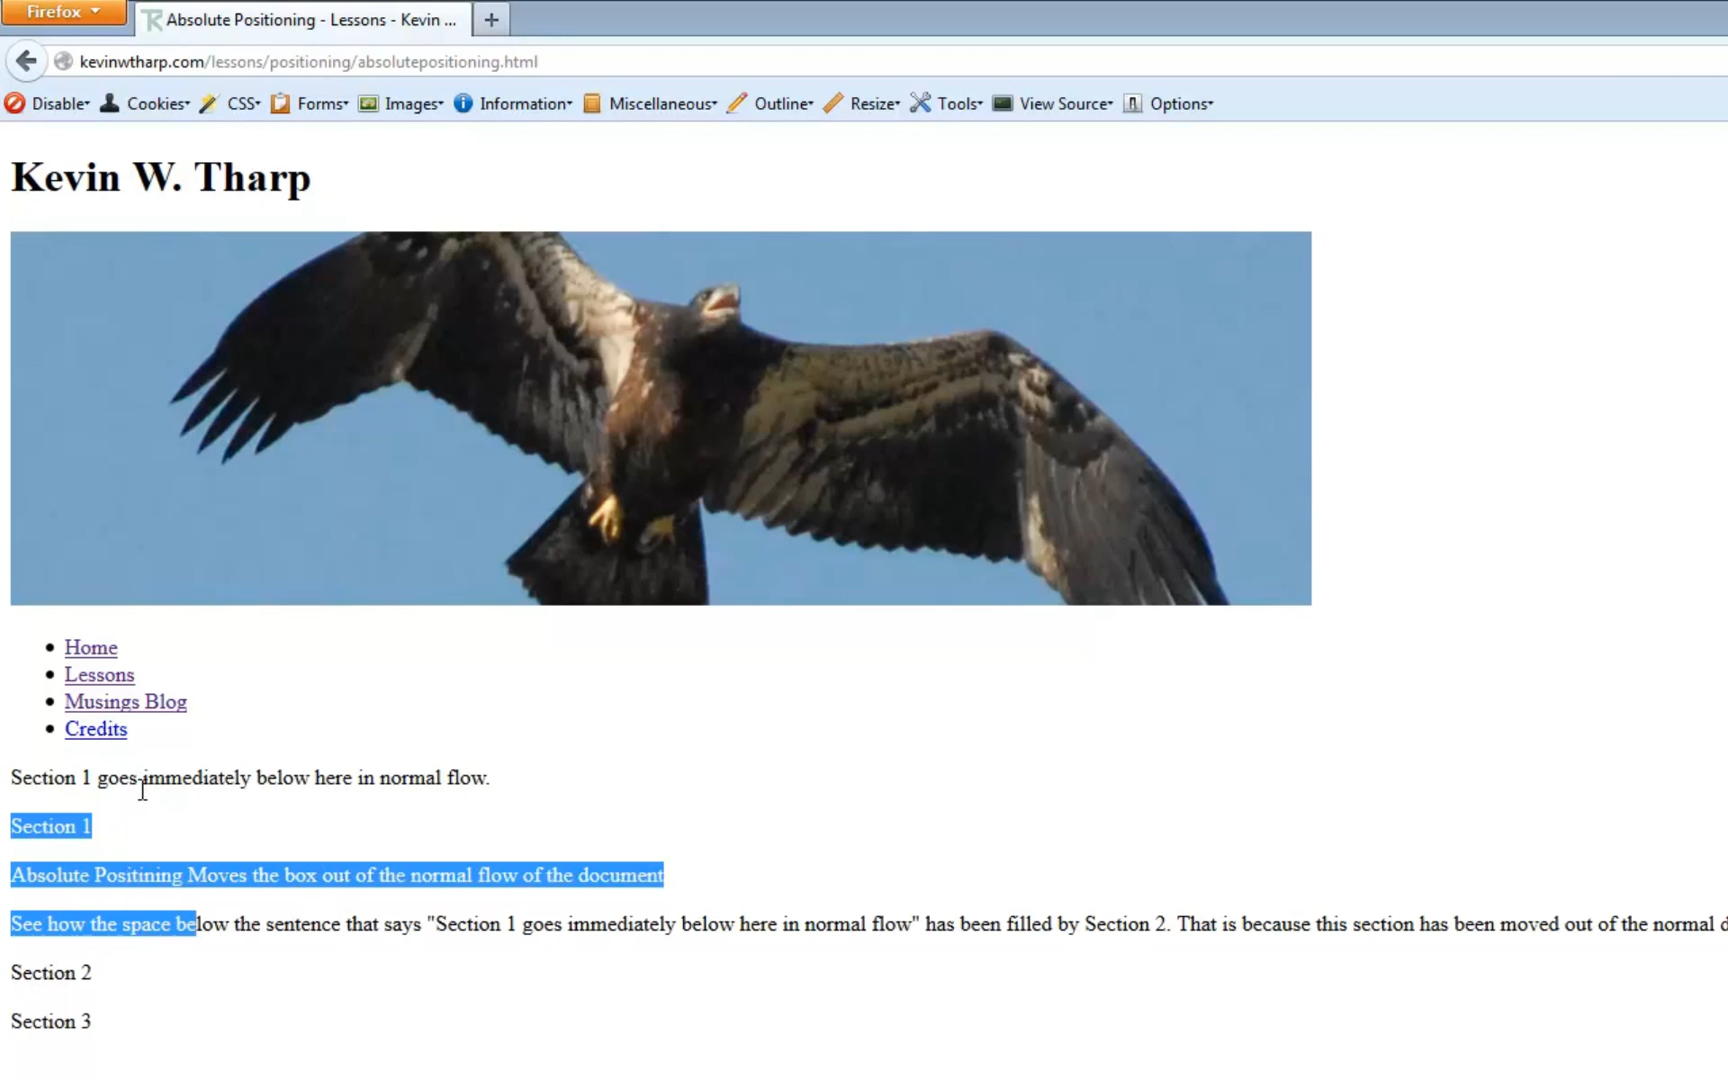 Firefox
Absolute Positioning - Lessons - Kevin ...
kevinwtharp.com/lessons/positioning/absolutepositioning.html
Disable Cookies CSS Forms Images Information Miscellaneous Outline Resize Tools View Source Options
Kevin W. Tharp
Home
Lessons
Musings Blog
Credits
Section 1 goes immediately below here in normal flow.
Section 1
Absolute Positining Moves the box out of the normal flow of the document
See how the space below the sentence that says "Section 1 goes immediately below here in normal flow" has been filled by Section 2. That is because this section has been moved out of the normal
Section 2
Section 3